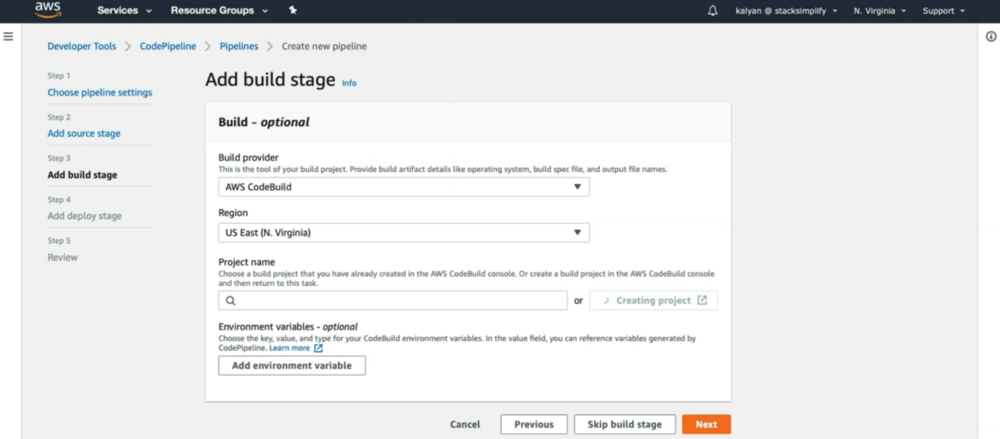 aws
Services
Resource Groups
kalyan @ stacksimplify
N. Virginia
Support
Developer Tools > CodePipeline > Pipelines > Create new pipeline
Step 1
Choose pipeline settings
Step 2
Add source stage
Step 3
Add build stage
Step 4
Add deploy stage
Step 5
Review
Add build stage Info
Build - optional
Build provider
This is the tool of your build project. Provide build artifact details like operating system, build spec file, and output file names.
AWS CodeBuild
Region
US East (N. Virginia)
Project name
Choose a build project that you have already created in the AWS CodeBuild console. Or create a build project in the AWS CodeBuild console
and then return to this task.
or
Creating project
Environment variables - optional
Choose the key, value, and type for your CodeBuild environment variables. In the value field, you can reference variables generated by
CodePipeline. Learn more
Add environment variable
Cancel
Previous
Skip build stage
Next